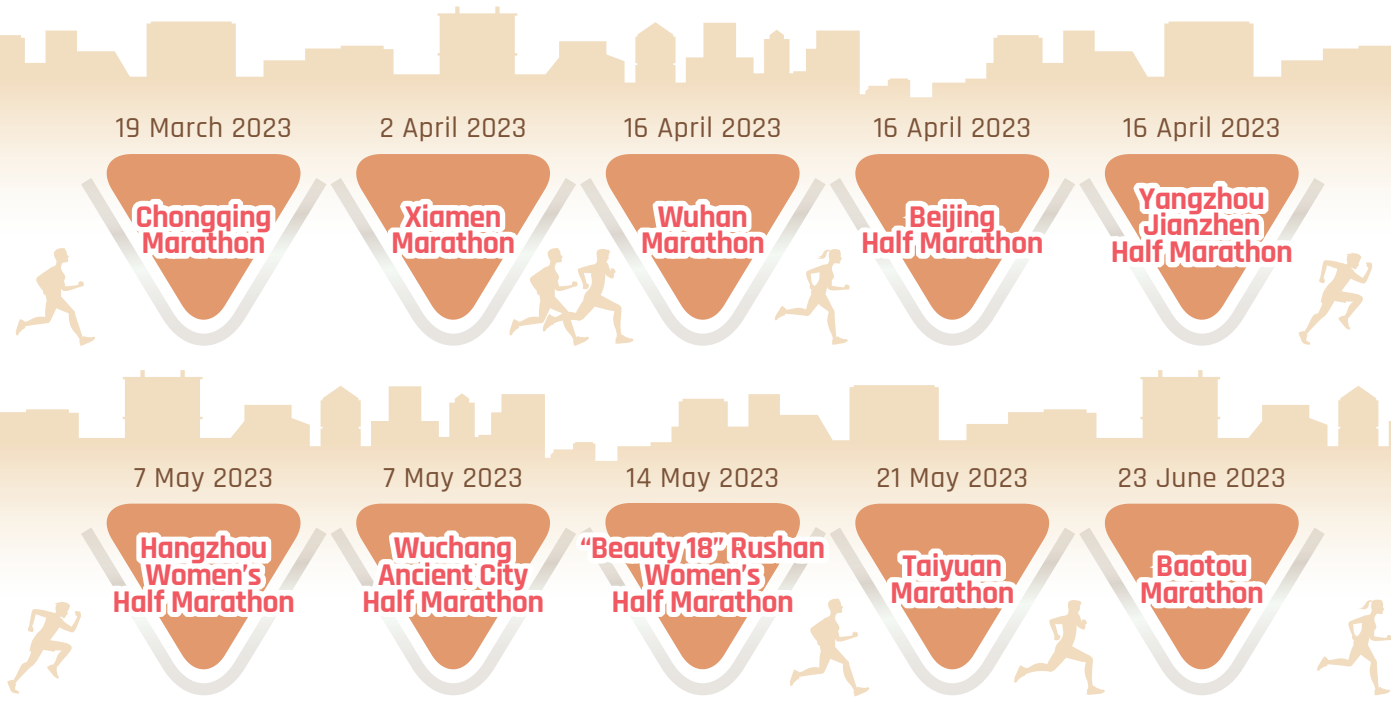 19 March 2023
Chongqing
Marathon
2 April 2023
Xiamen
Marathon
16 April 2023
Wuhan
Marathon
16 April 2023
Beijing
Half Marathon
16 April 2023
Yangzhou
Jianzhen
Half Marathon
7 May 2023
Hangzhou
Women’s
Half Marathon
7 May 2023
Wuchang
Ancient City
Half Marathon
14 May 2023
“Beauty 18” Rushan
Women’s
Half Marathon
21 May 2023
Taiyuan
Marathon
23 June 2023
Baotou
Marathon